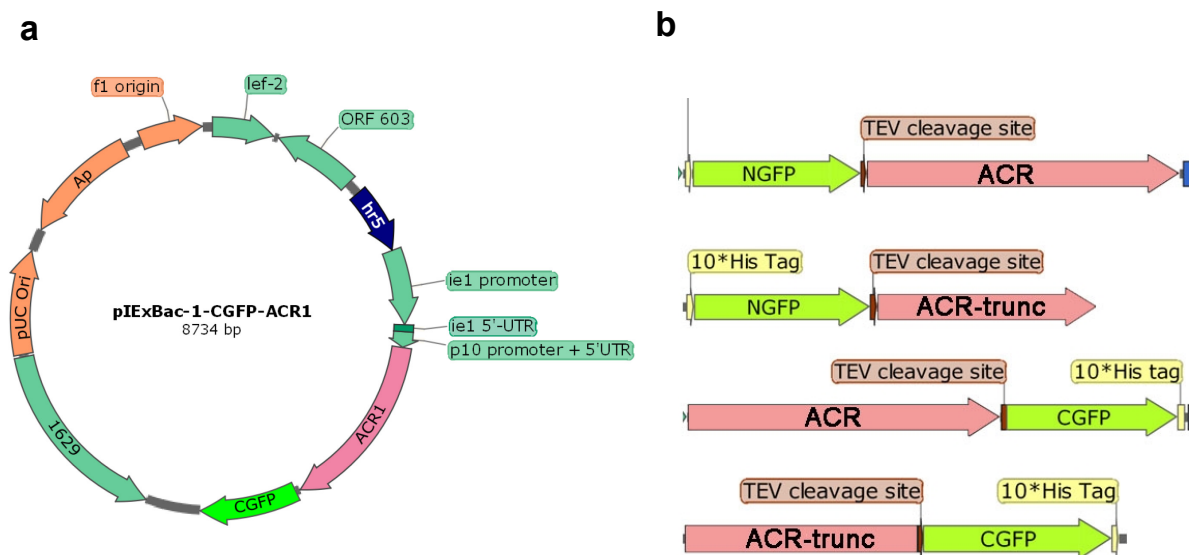 a
f1 origin
lef-2
ORF 603
Ap
hr5
pUC Ori
ie1 promoter
pIExBac-1-CGFP-ACR1
8734 bp
ie1 5'-UTR
p10 promoter + 5'UTR
1629
ACR1
CGFP
b
TEV cleavage site
NGFP
ACR
10*His Tag
TEV cleavage site
NGFP
ACR-trunc
TEV cleavage site
10*His tag
ACR
CGFP
TEV cleavage site
10*His Tag
ACR-trunc
CGFP